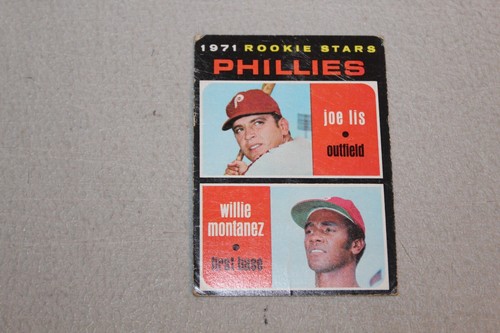 1971 ROOKIE STARS
PHILLIES
joe lis
outfield
willie
montanez
first base
P